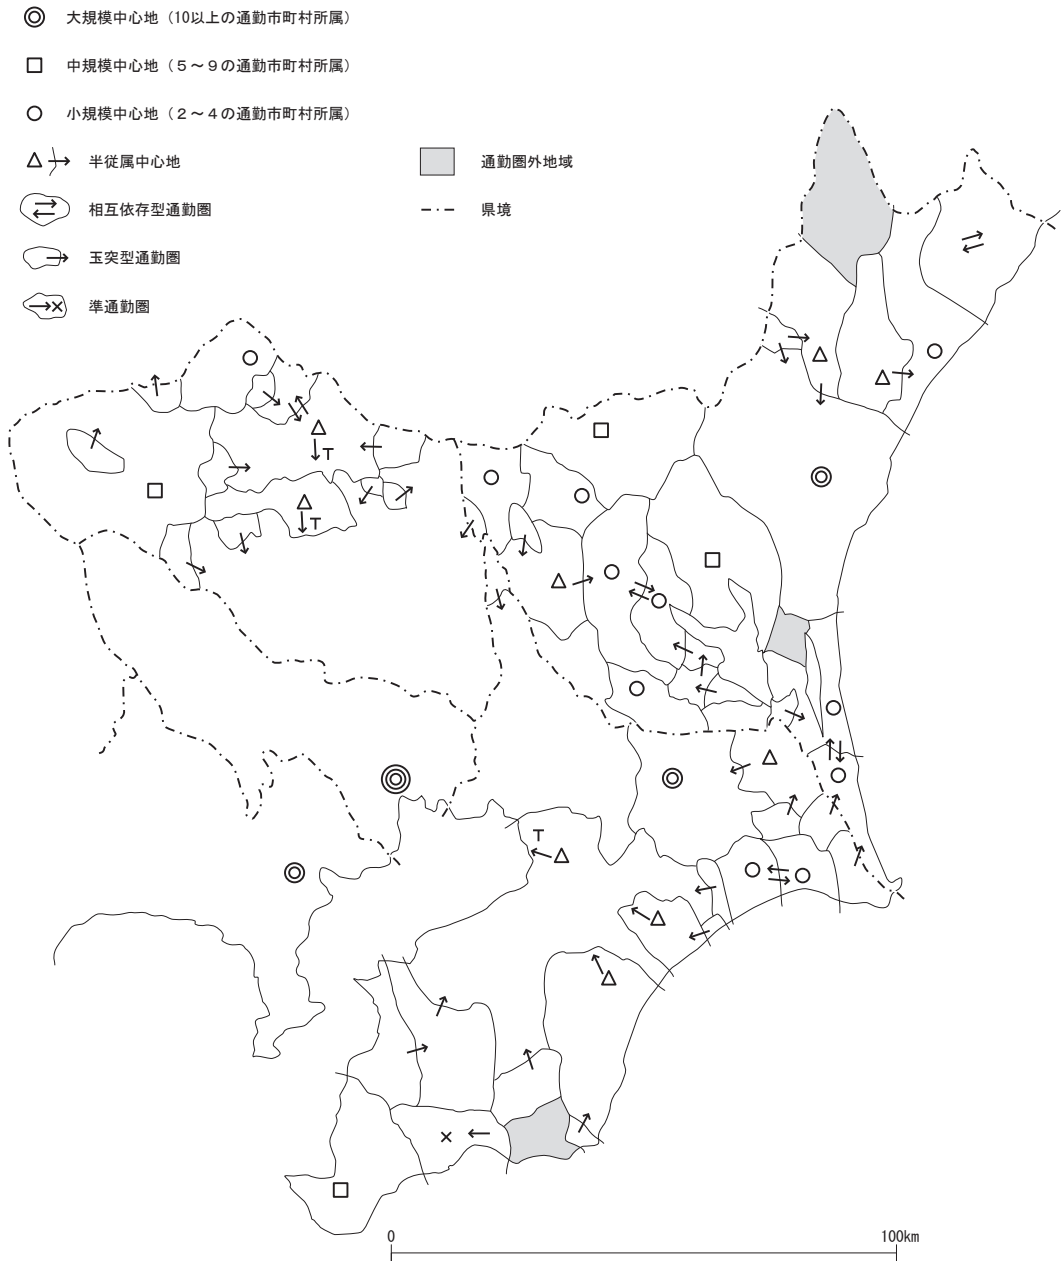 大規模中心地（10以上の通勤市町村所属）
中規模中心地（５～９の通勤市町村所属）
小規模中心地（２～４の通勤市町村所属）
半従属中心地
通勤圏外地域
相互依存型通勤圏
県境
玉突型通勤圏
準通勤圏
T
T
T
0
100km